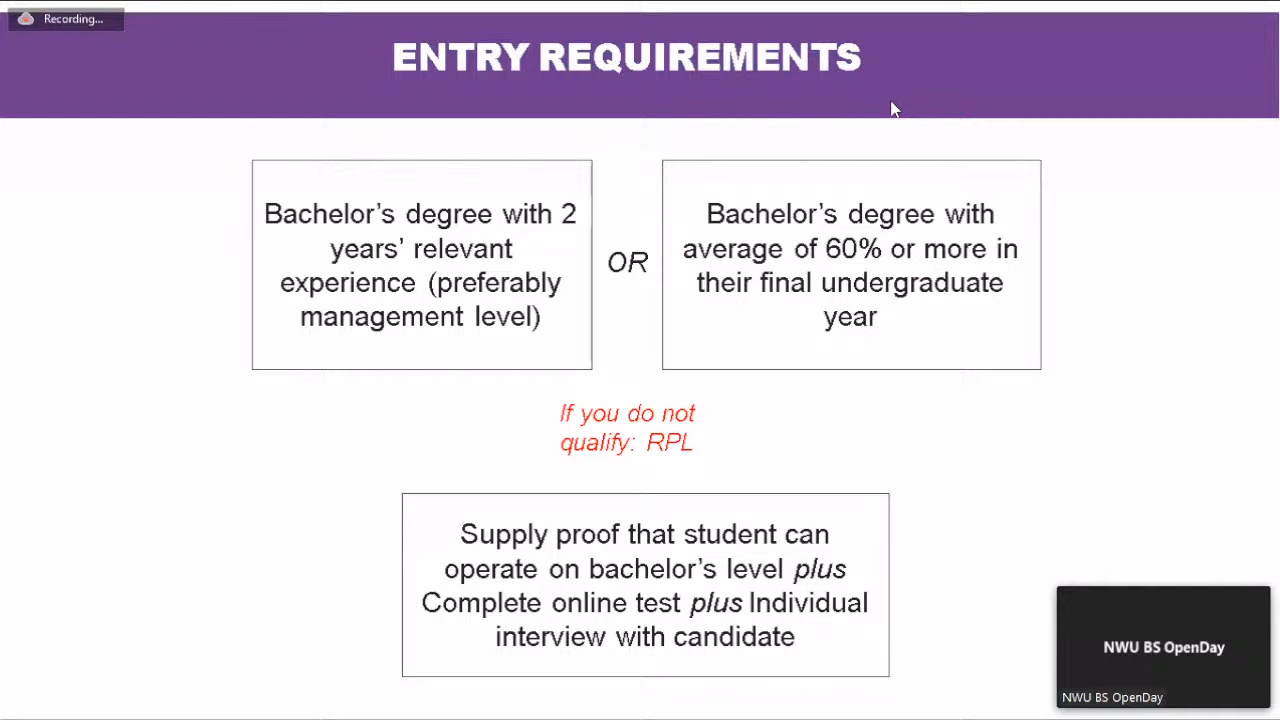 Recording...
ENTRY REQUIREMENTS
Bachelor’s degree with 2
years’ relevant
experience (preferably
management level)
OR
Bachelor’s degree with
average of 60% or more in
their final undergraduate
year
If you do not
qualify: RPL
Supply proof that student can
operate on bachelor’s level plus
Complete online test plus Individual
interview with candidate
NWU BS OpenDay
NWU BS OpenDay